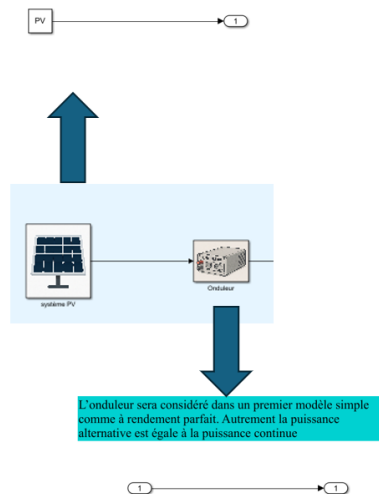 PV
1
système PV
Onduleur
L'onduleur sera considéré dans un premier modèle simple
comme à rendement parfait. Autrement la puissance
alternative est égale à la puissance continue
1
1